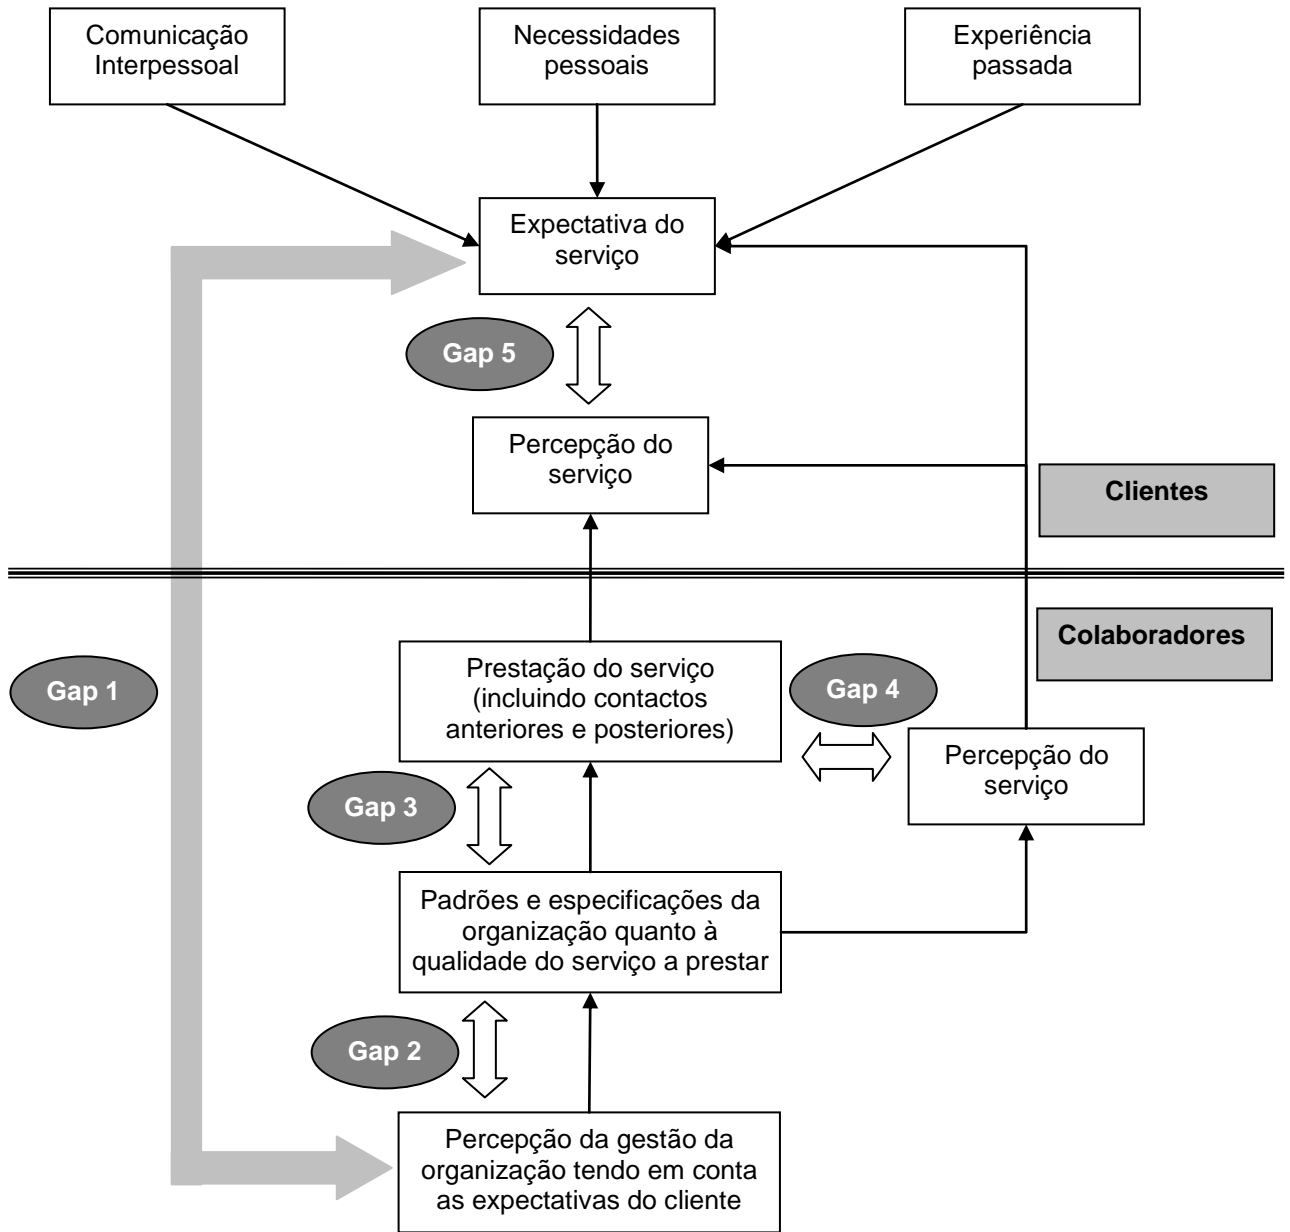 Comunicação
Interpessoal
Necessidades
pessoais
Experiência
passada
Expectativa do
serviço
Gap 5
Percepção do
serviço
Clientes
Colaboradores
Gap 1
Prestação do serviço
(incluindo contactos
anteriores e posteriores)
Gap 4
Percepção do
serviço
Gap 3
Padrões e especificações da
organização quanto à
qualidade do serviço a prestar
Gap 2
Percepção da gestão da
organização tendo em conta
as expectativas do cliente